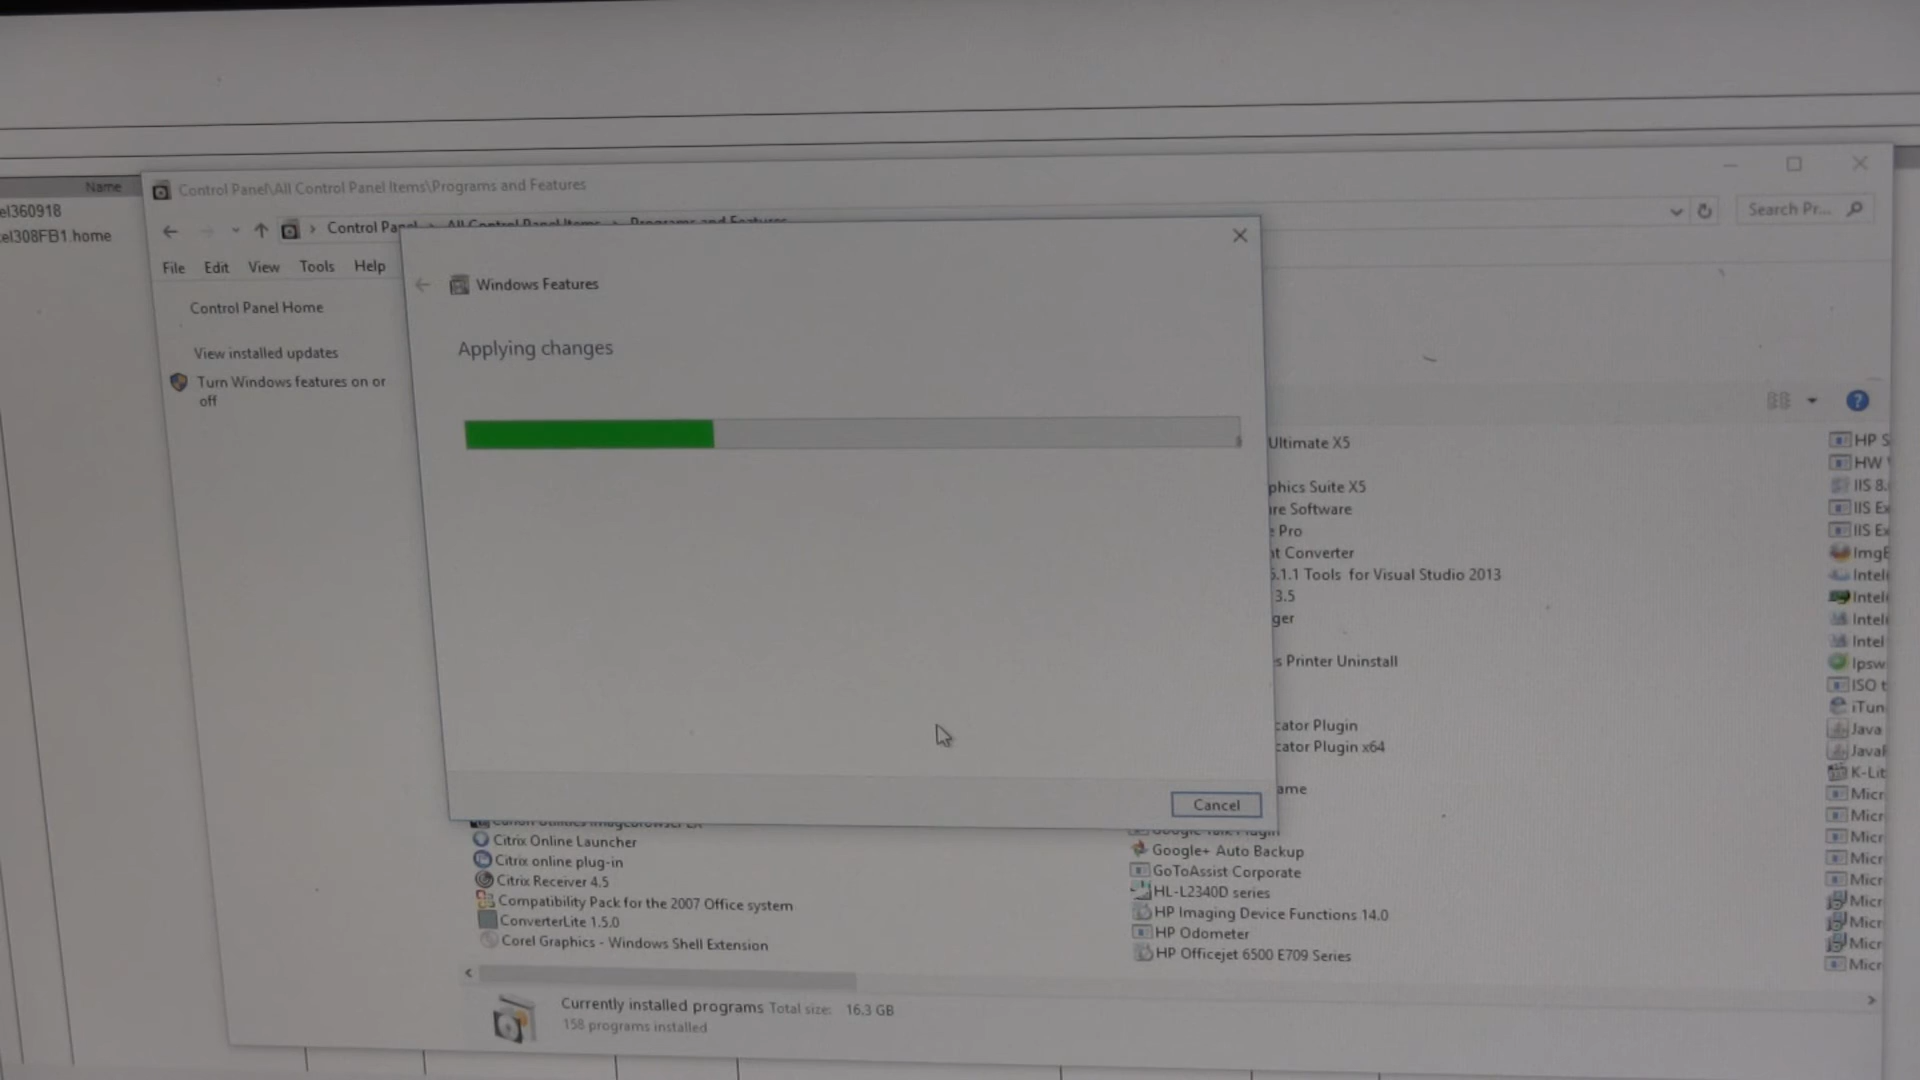 Name
el360918
el308FB1.home
Control Panel\All Control Panel Items\Programs and Features
Control Panel All Control Panel Items Programs and Features
Search Pr...
File Edit View Tools Help
Control Panel Home
View installed updates
Turn Windows features on or
off
Windows Features
Applying changes
Cancel
Ultimate X5
phics Suite X5
re Software
Pro
t Converter
.1.1 Tools for Visual Studio 2013
3.5
ger
s Printer Uninstall
cator Plugin
cator Plugin x64
ame
Citrix Online Launcher
Citrix online plug-in
Citrix Receiver 4.5
Compatibility Pack for the 2007 Office system
ConverterLite 1.5.0
Corel Graphics - Windows Shell Extension
Google Talk Plugin
Google+ Auto Backup
GoToAssist Corporate
HL-L2340D series
HP Imaging Device Functions 14.0
HP Odometer
HP Officejet 6500 E709 Series
HP S
HW
IIS 8.
IIS Ex
IIS Ex
ImgB
Intel
Intel
Intel
Intel
Ipsw
ISO t
iTun
Java
Java
K-Lit
Micr
Micr
Micr
Micr
Micr
Micr
Micr
Micr
Micr
Currently installed programs Total size: 16.3 GB
158 programs installed